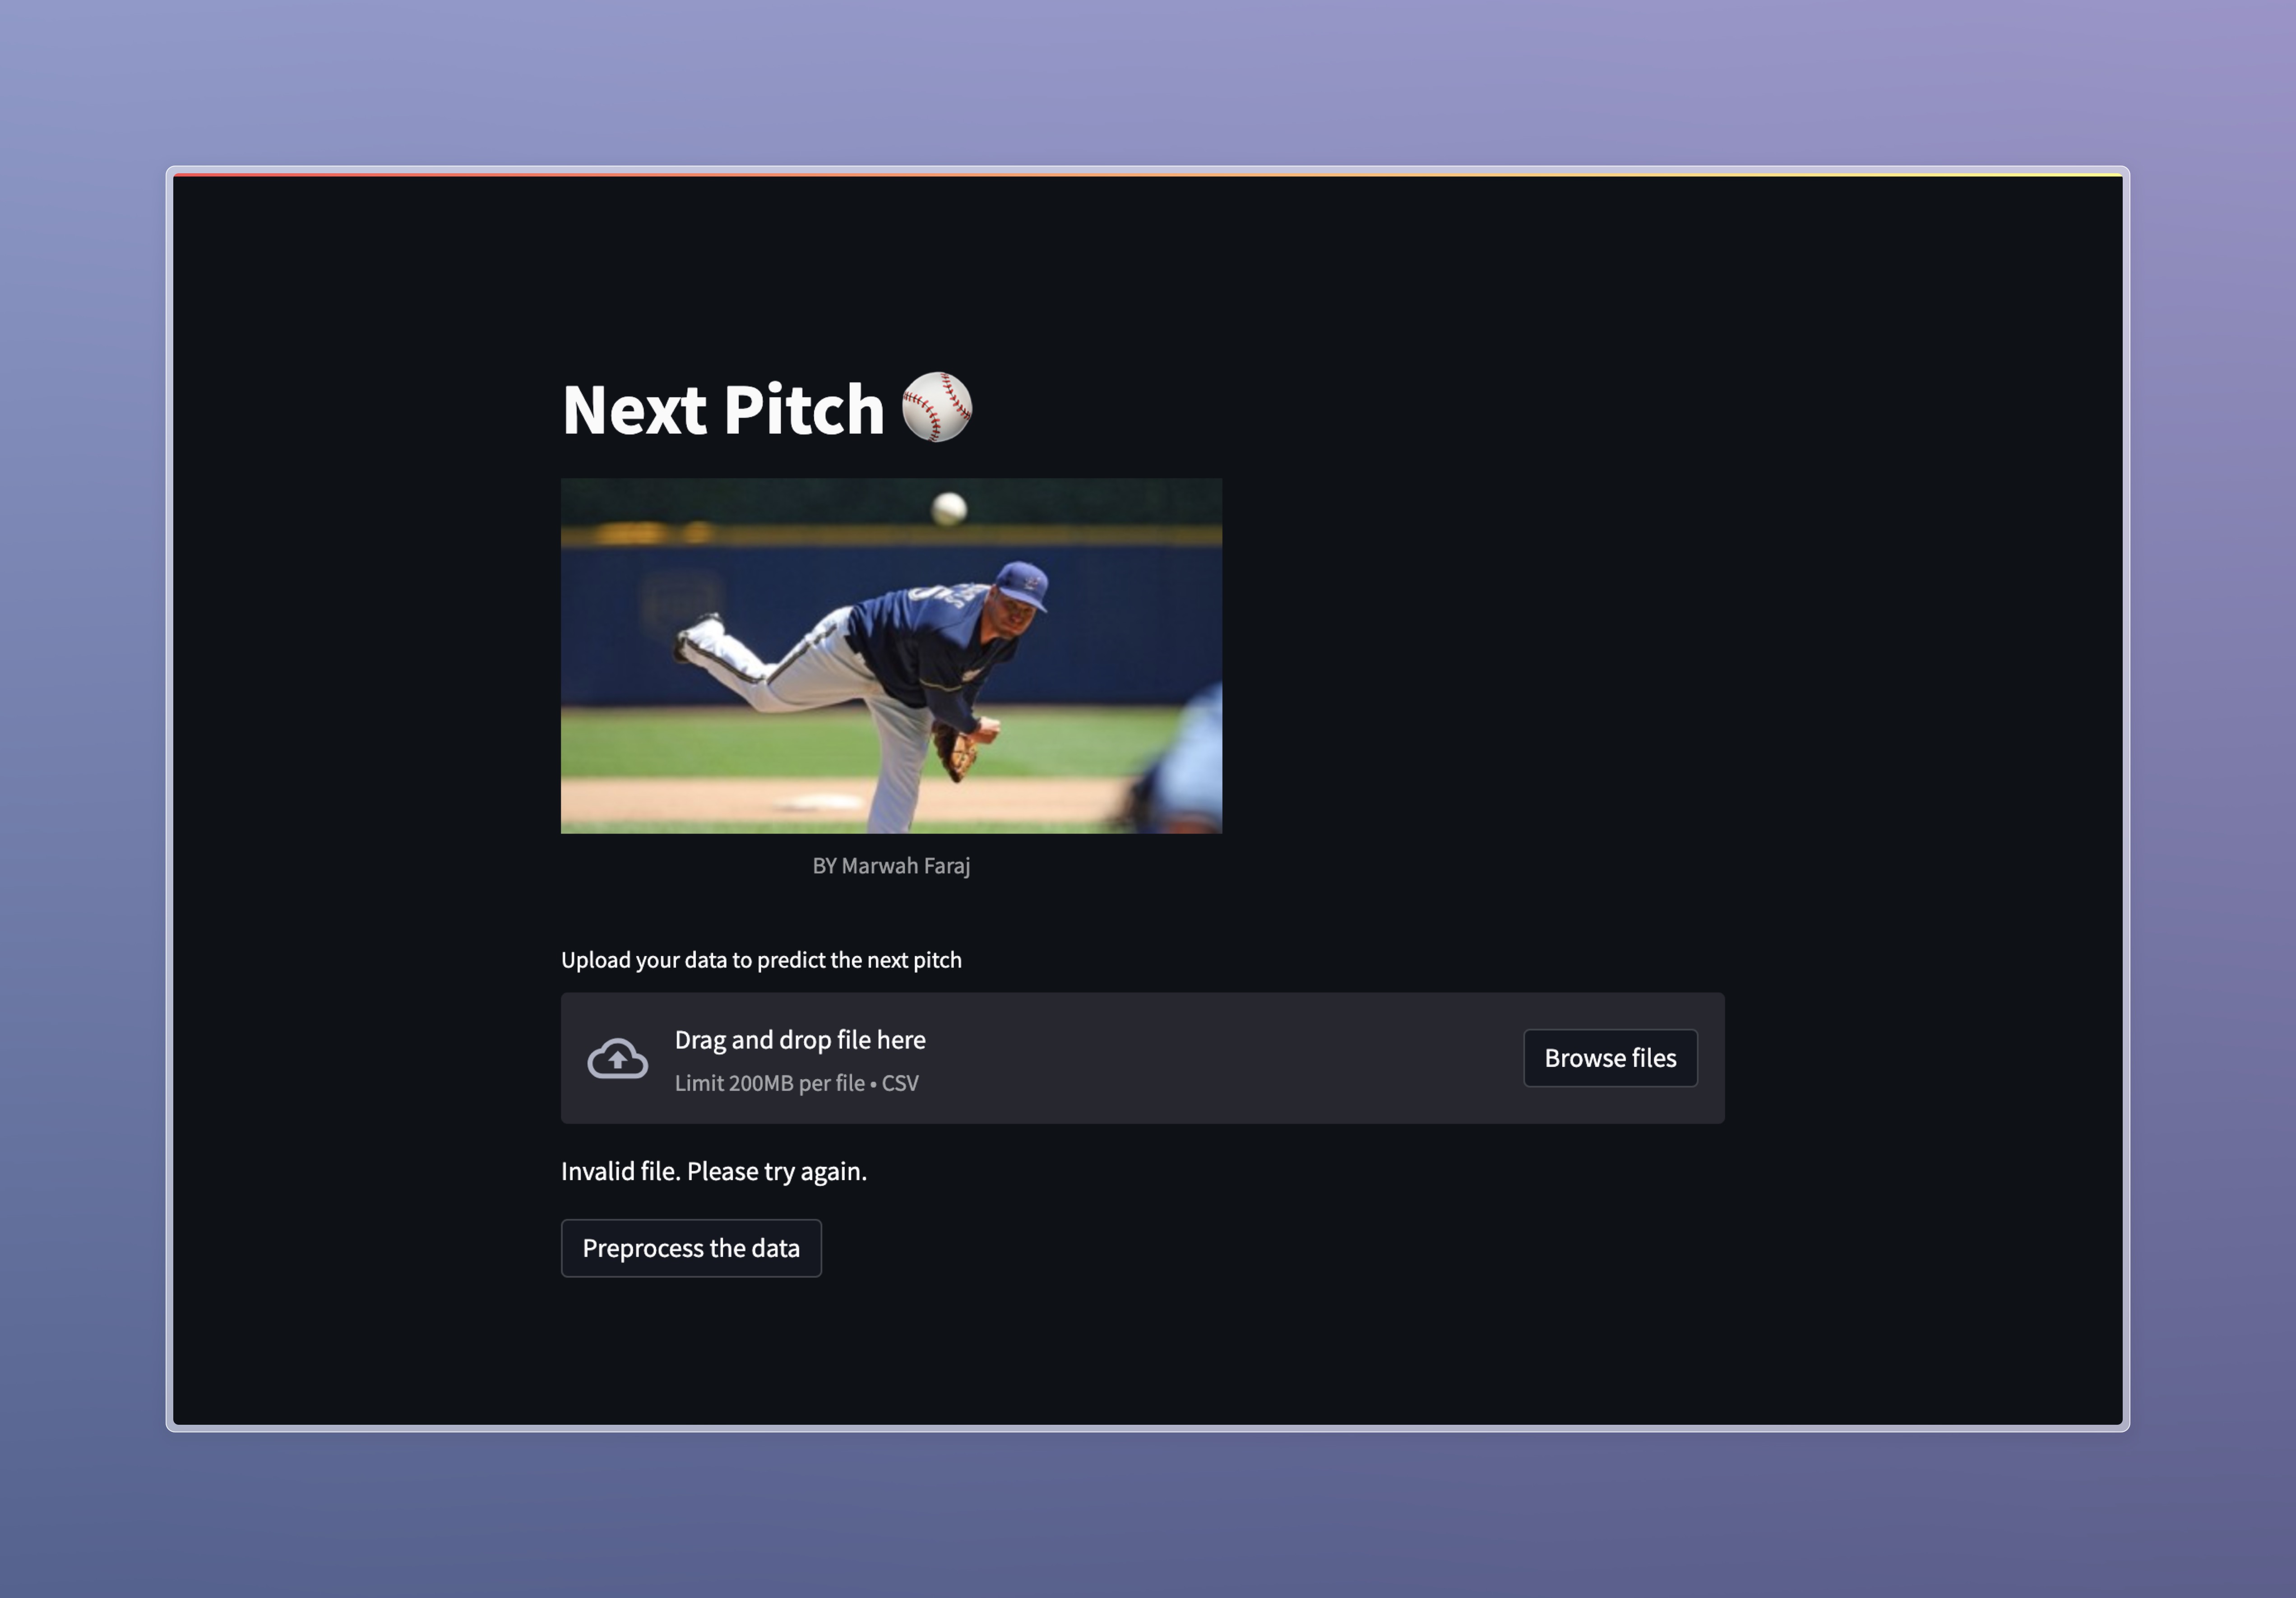 Next Pitch
BY Marwah Faraj
Upload your data to predict the next pitch
Drag and drop file here
Limit 200MB per file • CSV
Browse files
Invalid file. Please try again.
Preprocess the data